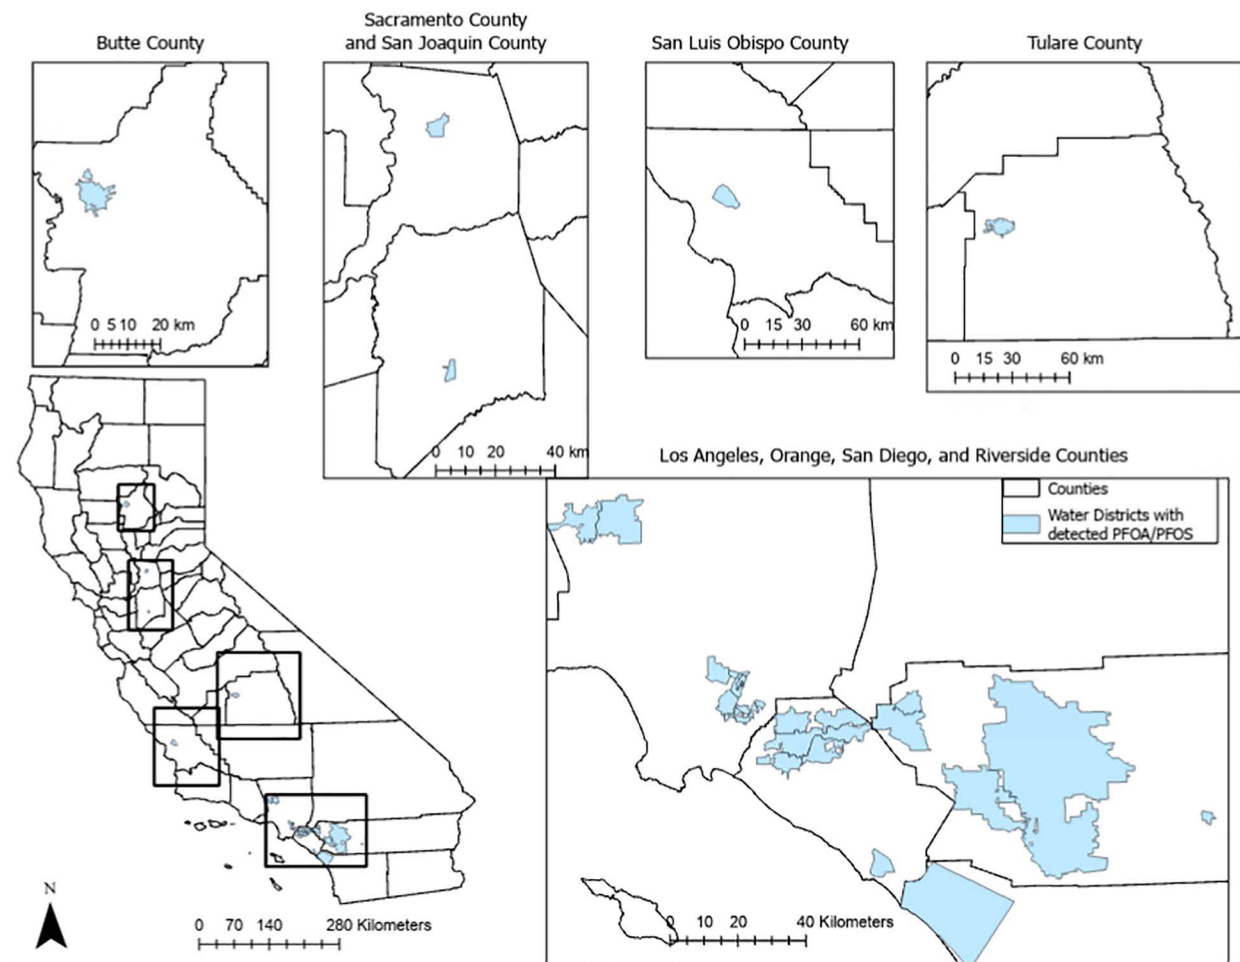 Butte County
Sacramento County
and San Joaquin County
San Luis Obispo County
Tulare County
0 5 10 20 km
0 10 20 40 km
0 15 30 60 km
0 15 30 60 km
Los Angeles, Orange, San Diego, and Riverside Counties
Counties
Water Districts with
detected PFOA/PFOS
N
0 70 140 280 Kilometers
0 10 20 40 Kilometers